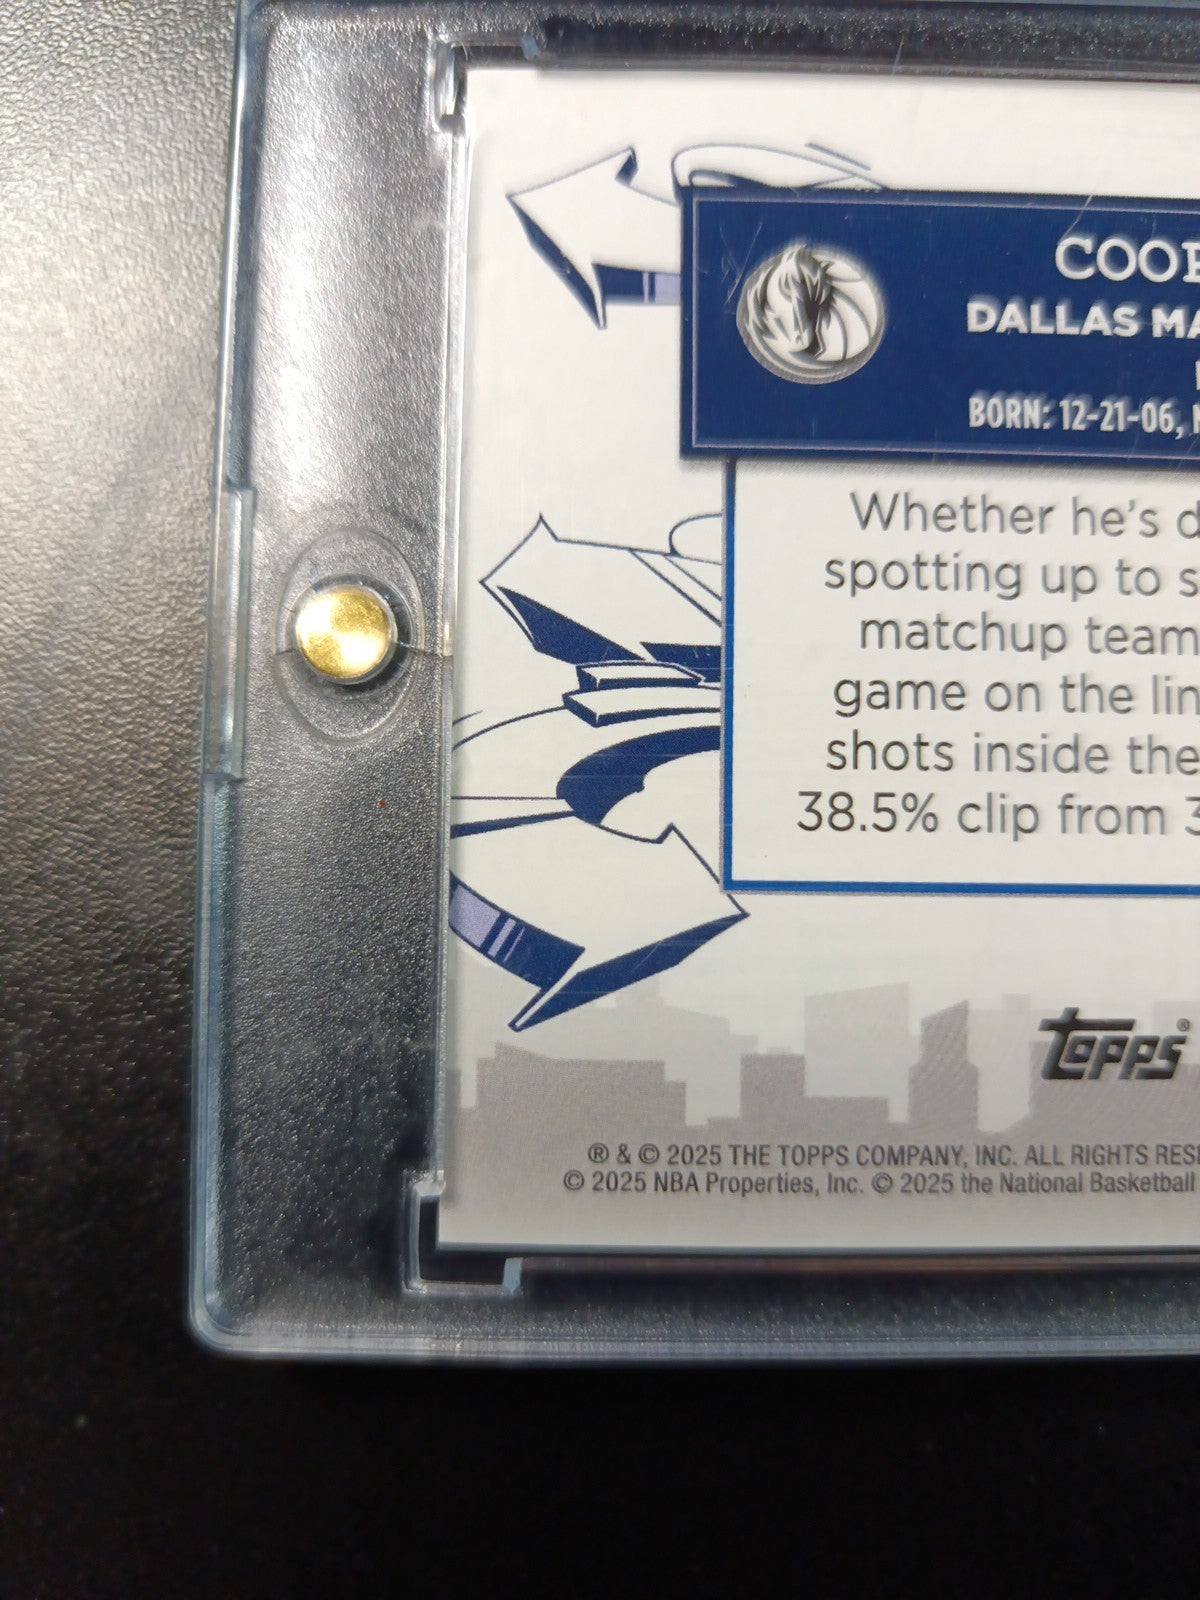 COOP
DALLAS MA
BORN: 12-21-06, N
Whether he's d
spotting up to s
matchup team
game on the lin
shots inside the
38.5% clip from 3
topps®
® & © 2025 THE TOPPS COMPANY, INC. ALL RIGHTS RES
© 2025 NBA Properties, Inc. © 2025 the National Basketball